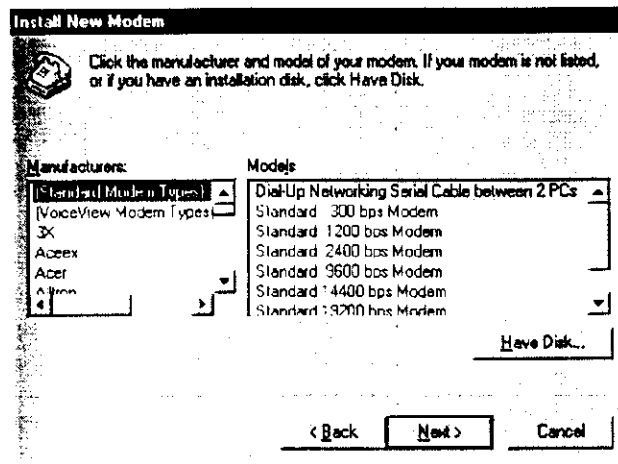 Install New Modem
Click the manufacturer and model of your modem. If your modem is not listed,
or if you have an installation disk, click Have Disk.
Manufacturers:
(Standard Modem Types)
(VoiceView Modem Types
3X
Aceex
Acer
Models
Dial-Up Networking Serial Cable between 2 PCs
Standard 300 bps Modem
Standard 1200 bps Modem
Standard 2400 bps Modem
Standard 9600 bps Modem
Standard 14400 bps Modem
Standard 19200 bps Modem
Have Disk...
< Back
Next >
Cancel